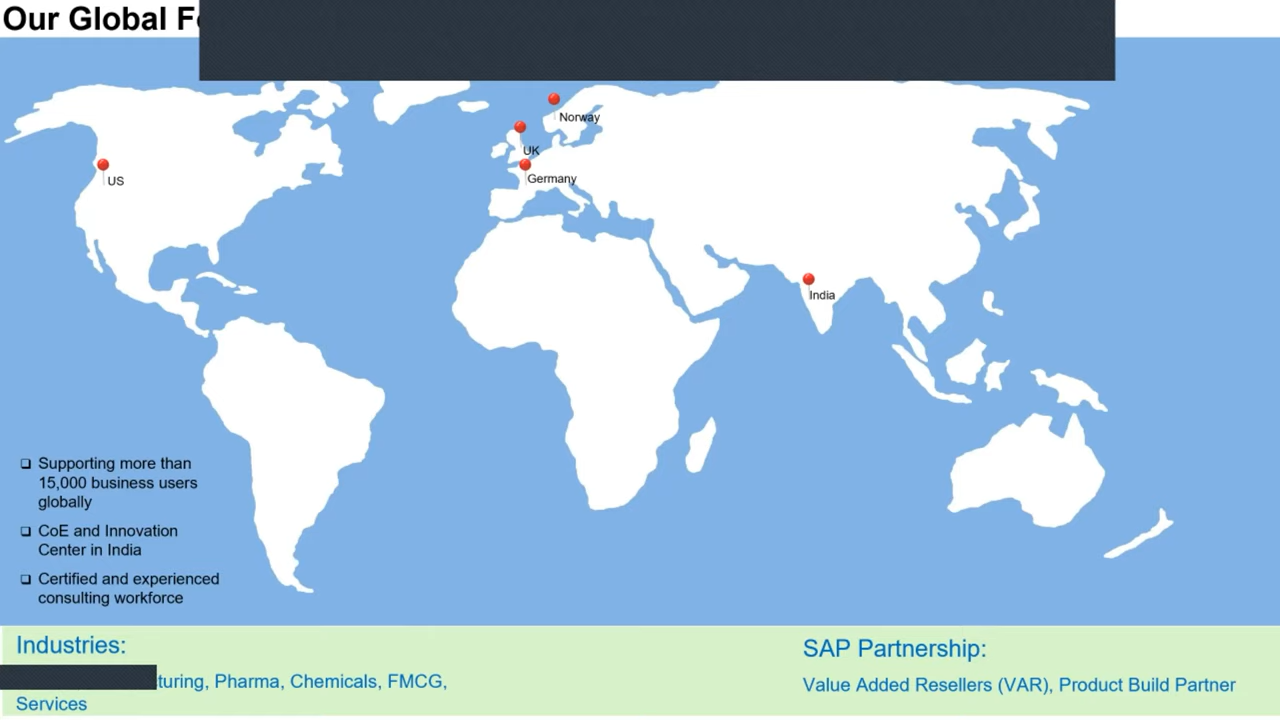 Our Global
Norway
UK
Germany
US
India
❑ Supporting more than
15,000 business users
globally
❑ CoE and Innovation
Center in India
❑ Certified and experienced
consulting workforce
Industries:
turing, Pharma, Chemicals, FMCG,
Services
SAP Partnership:
Value Added Resellers (VAR), Product Build Partner